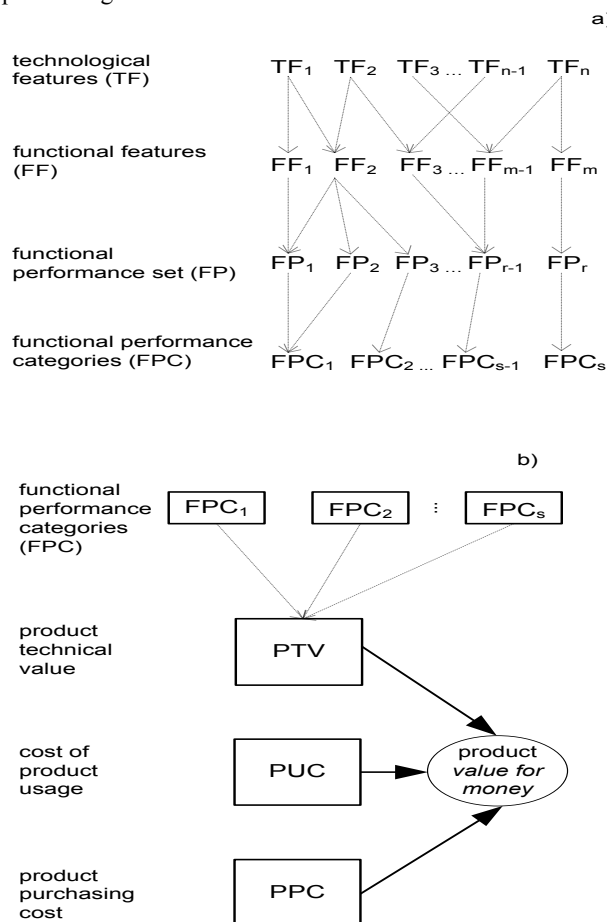 a)
technological
features (TF)
TF1 TF2 TF3 ... TFn-1 TFn
functional features
(FF)
FF1 FF2 FF3 ... FFm-1 FFm
functional
performance set (FP)
FP1 FP2 FP3 ... FPr-1 FPr
functional performance
categories (FPC)
FPC1 FPC2 ... FPCs-1 FPCs
b)
functional
performance
categories
(FPC)
FPC1 FPC2 ... FPCs
product
technical
value
PTV
cost of
product
usage
PUC
product
value for
money
product
purchasing
cost
PPC